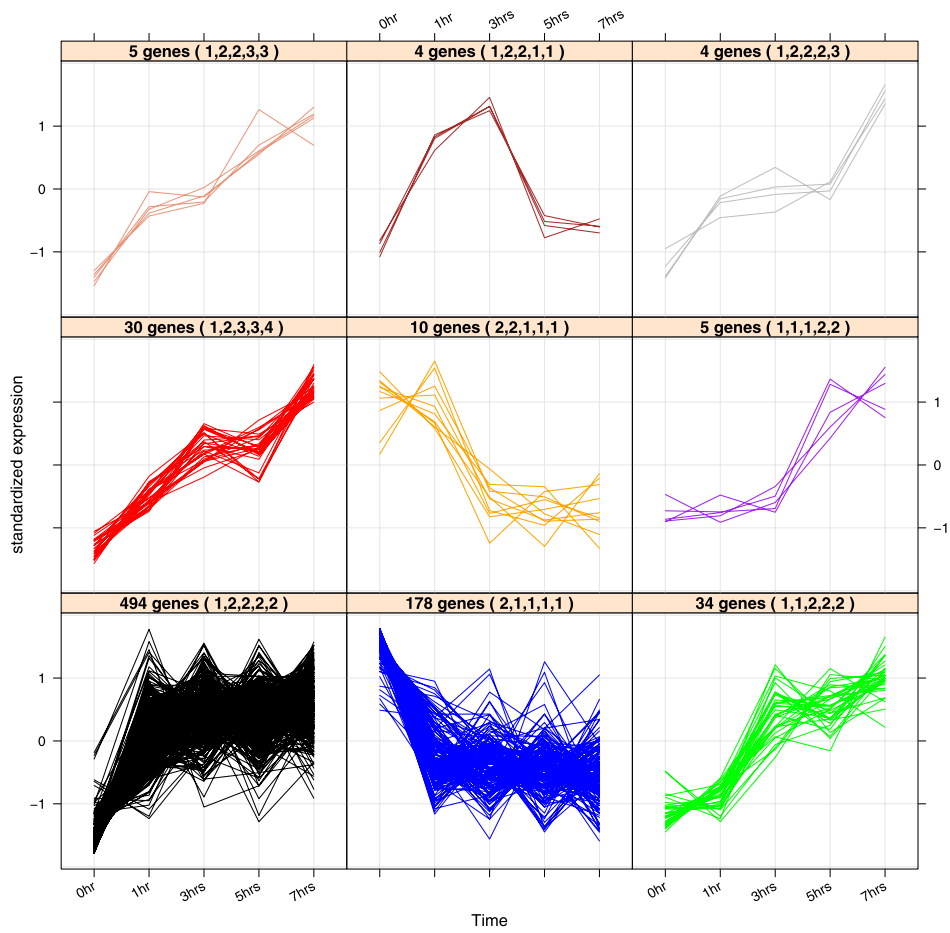 0hr 1hr 3hrs 5hrs 7hrs
5 genes ( 1,2,2,3,3 ) 4 genes ( 1,2,2,1,1 ) 4 genes ( 1,2,2,2,3 )
1
0
−1
30 genes ( 1,2,3,3,4 ) 10 genes ( 2,2,1,1,1 ) 5 genes ( 1,1,1,2,2 )
standardized expression
1
0
−1
494 genes ( 1,2,2,2,2 ) 178 genes ( 2,1,1,1,1 ) 34 genes ( 1,1,2,2,2 )
1
0
−1
0hr 1hr 3hrs 5hrs 7hrs 0hr 1hr 3hrs 5hrs 7hrs
Time